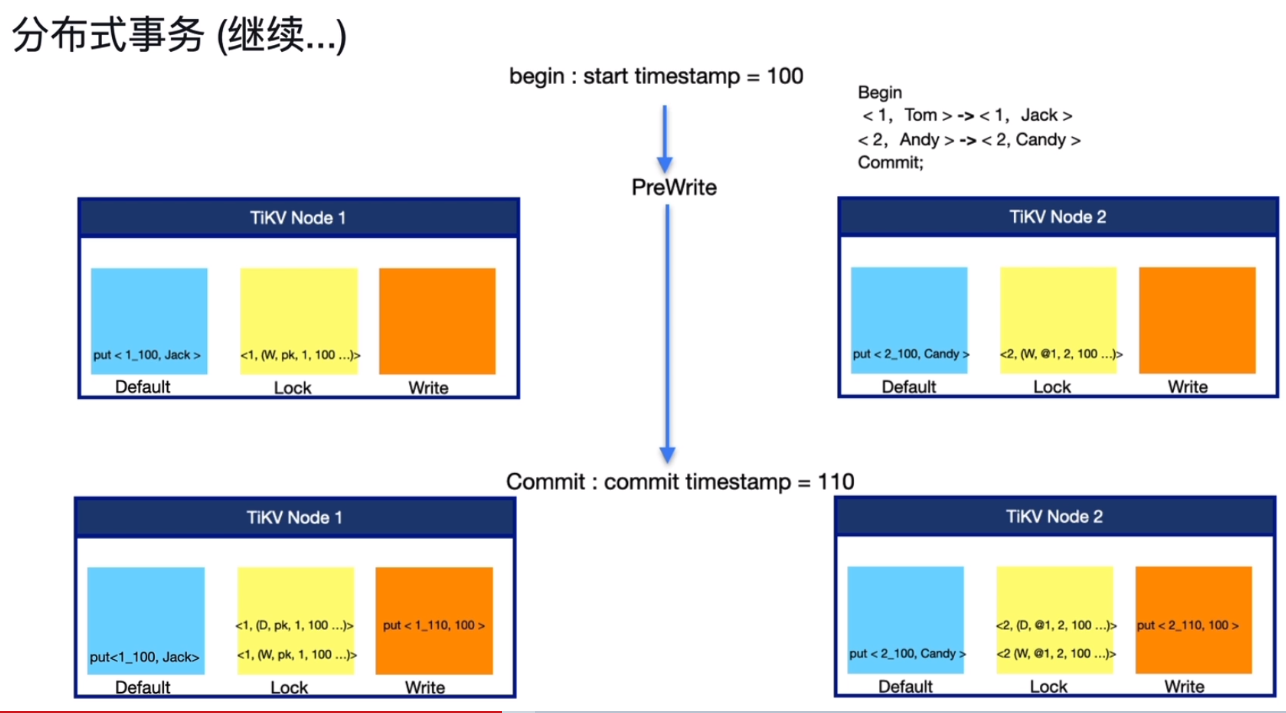 分布式事务 (继续...)
begin : start timestamp = 100
Begin
< 1,  Tom > -> < 1,  Jack >
< 2,  Andy > -> < 2, Candy >
Commit;
PreWrite
TiKV Node 1
put < 1_100, Jack >
<1, (W, pk, 1, 100 ...)>
Default
Lock
Write
TiKV Node 2
put < 2_100, Candy >
<2, (W, @1, 2, 100 ...)>
Default
Lock
Write
Commit : commit timestamp = 110
TiKV Node 1
<1, (D, pk, 1, 100 ...)>
put < 1_110, 100 >
put<1_100, Jack>
<1, (W, pk, 1, 100 ...)>
Default
Lock
Write
TiKV Node 2
<2, (D, @1, 2, 100 ...)>
put < 2_110, 100 >
put < 2_100, Candy >
<2 (W, @1, 2, 100 ...)>
Default
Lock
Write